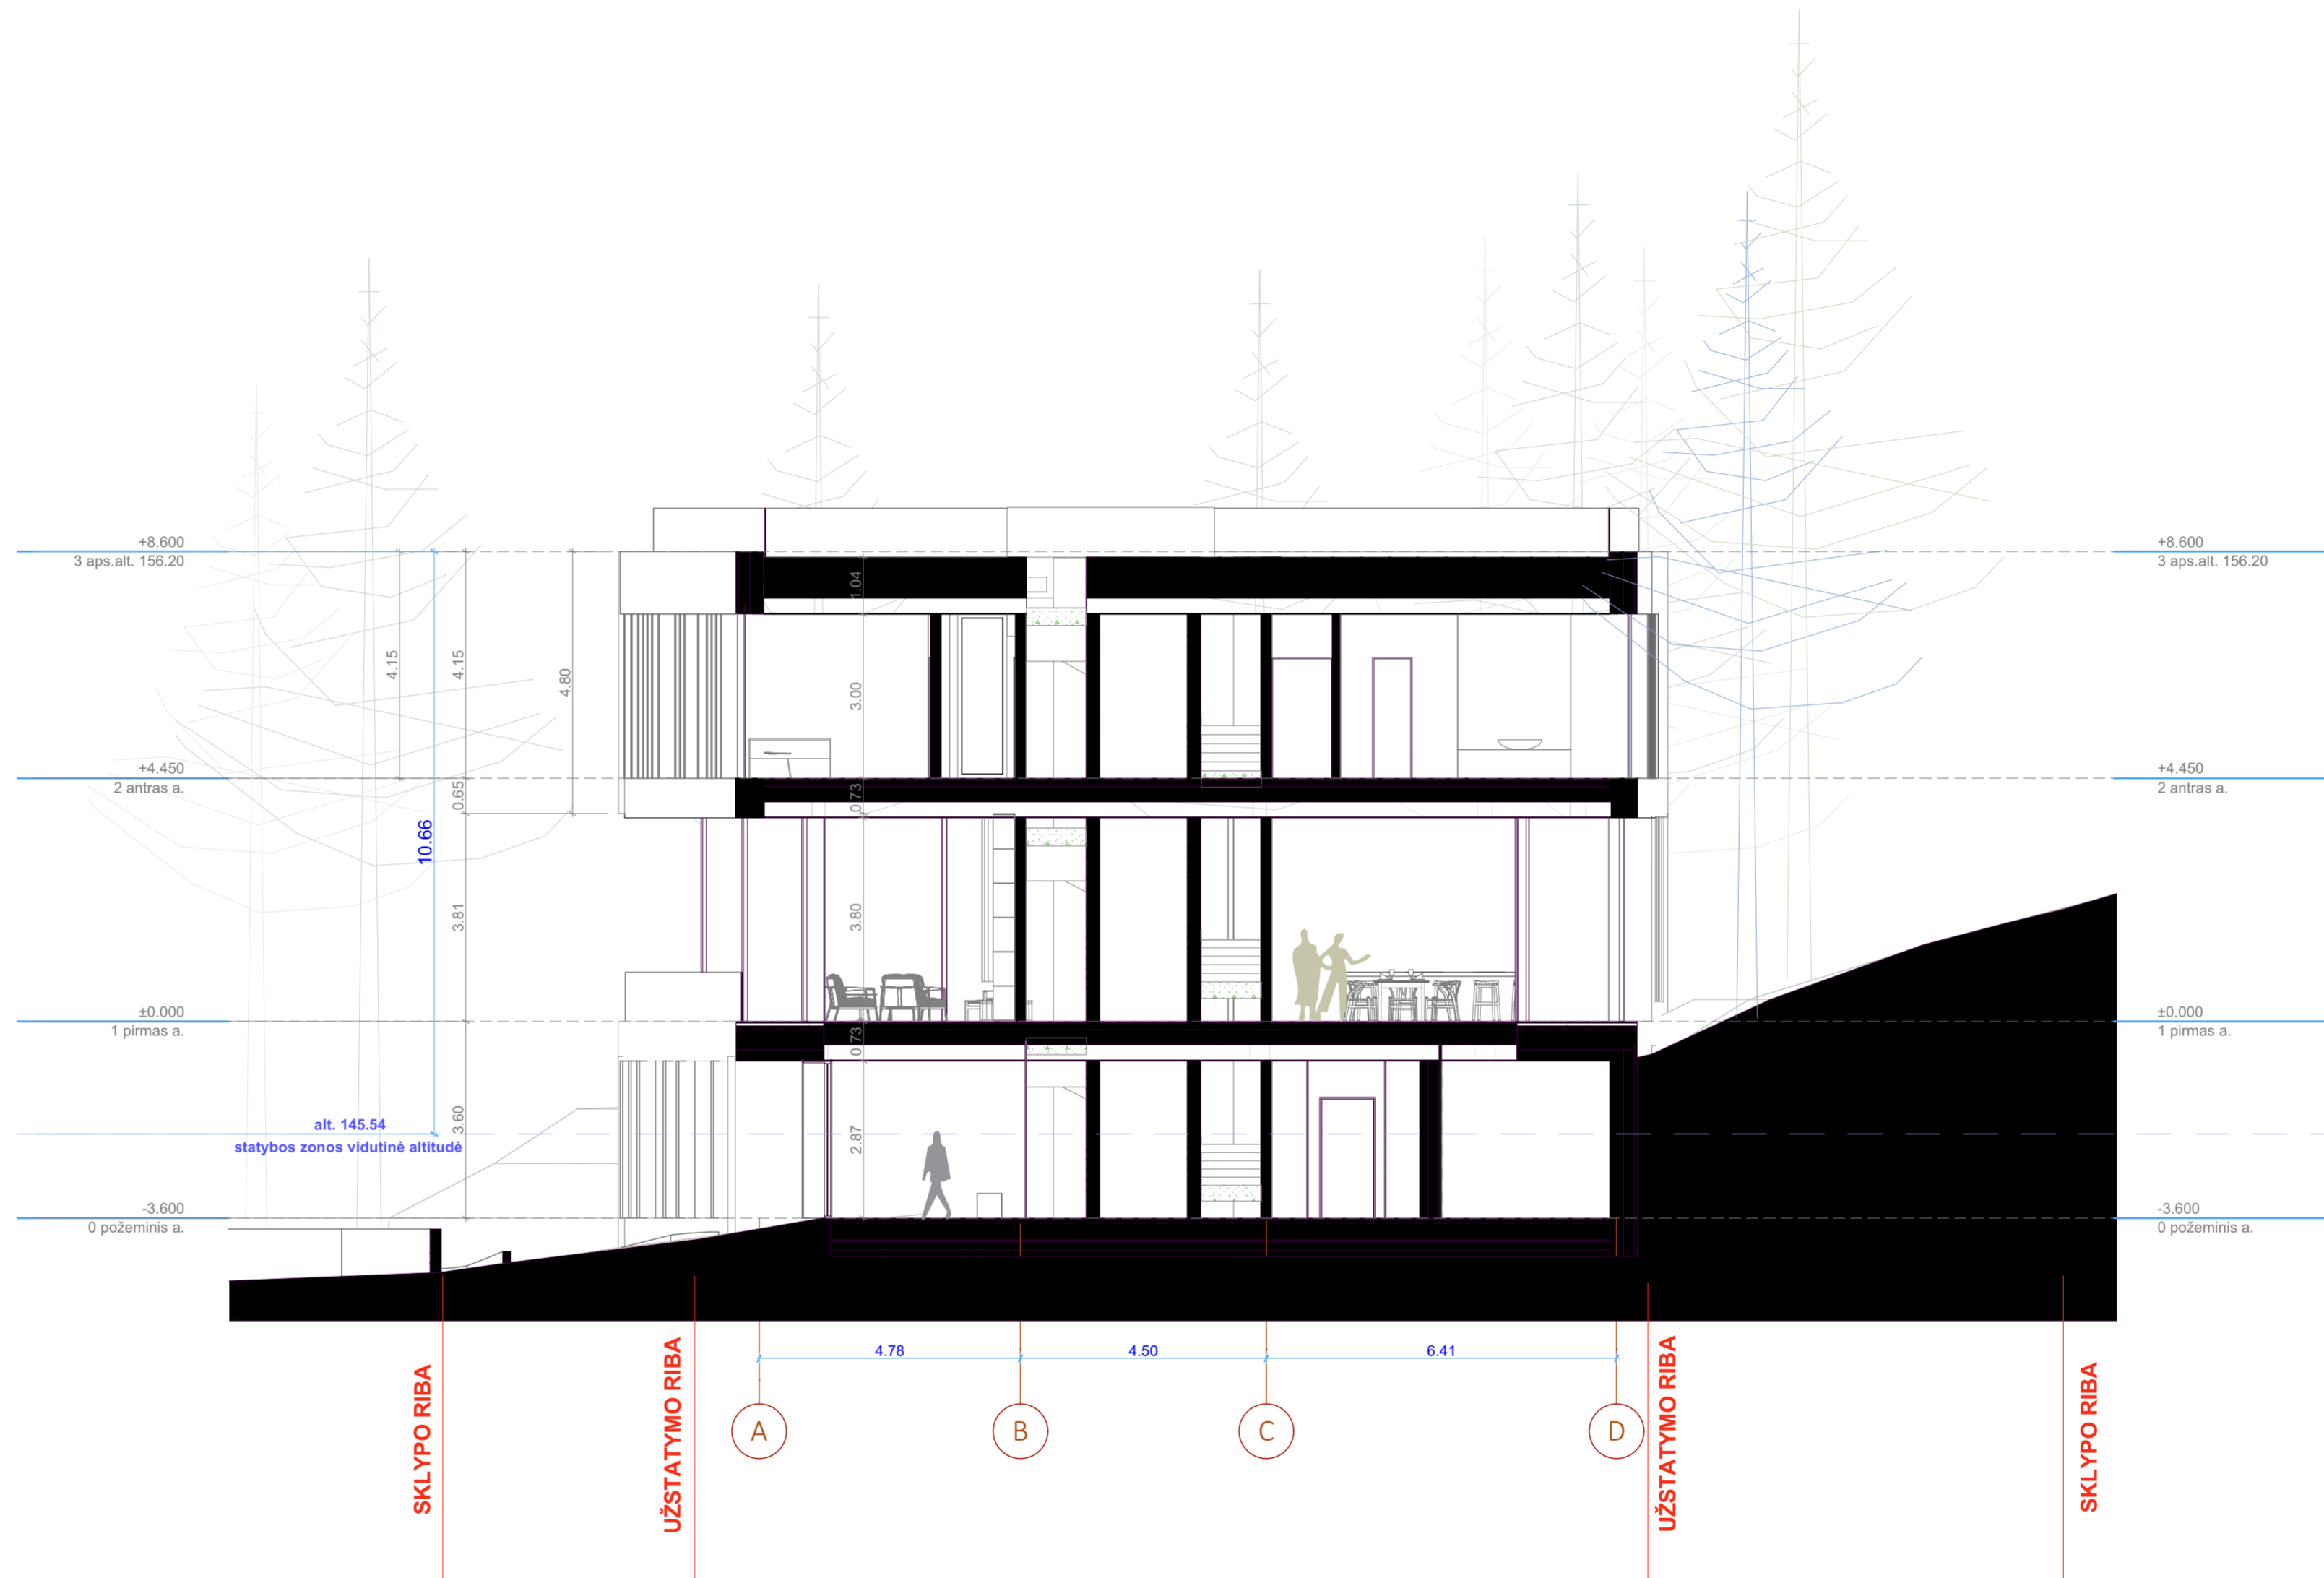 +8.600
3 aps.alt. 156.20
+8.600
3 aps.alt. 156.20
1.04
4.15
4.15
4.80
3.00
+4.450
2 antras a.
+4.450
2 antras a.
0.65
0.73
10.66
3.81
3.80
±0.000
1 pirmas a.
±0.000
1 pirmas a.
0.73
alt. 145.54
statybos zonos vidutinė altitudė
3.60
2.87
-3.600
0 požeminis a.
-3.600
0 požeminis a.
4.78
4.50
6.41
SKLYPO RIBA
UŽSTATYMO RIBA
A
B
C
D
UŽSTATYMO RIBA
SKLYPO RIBA